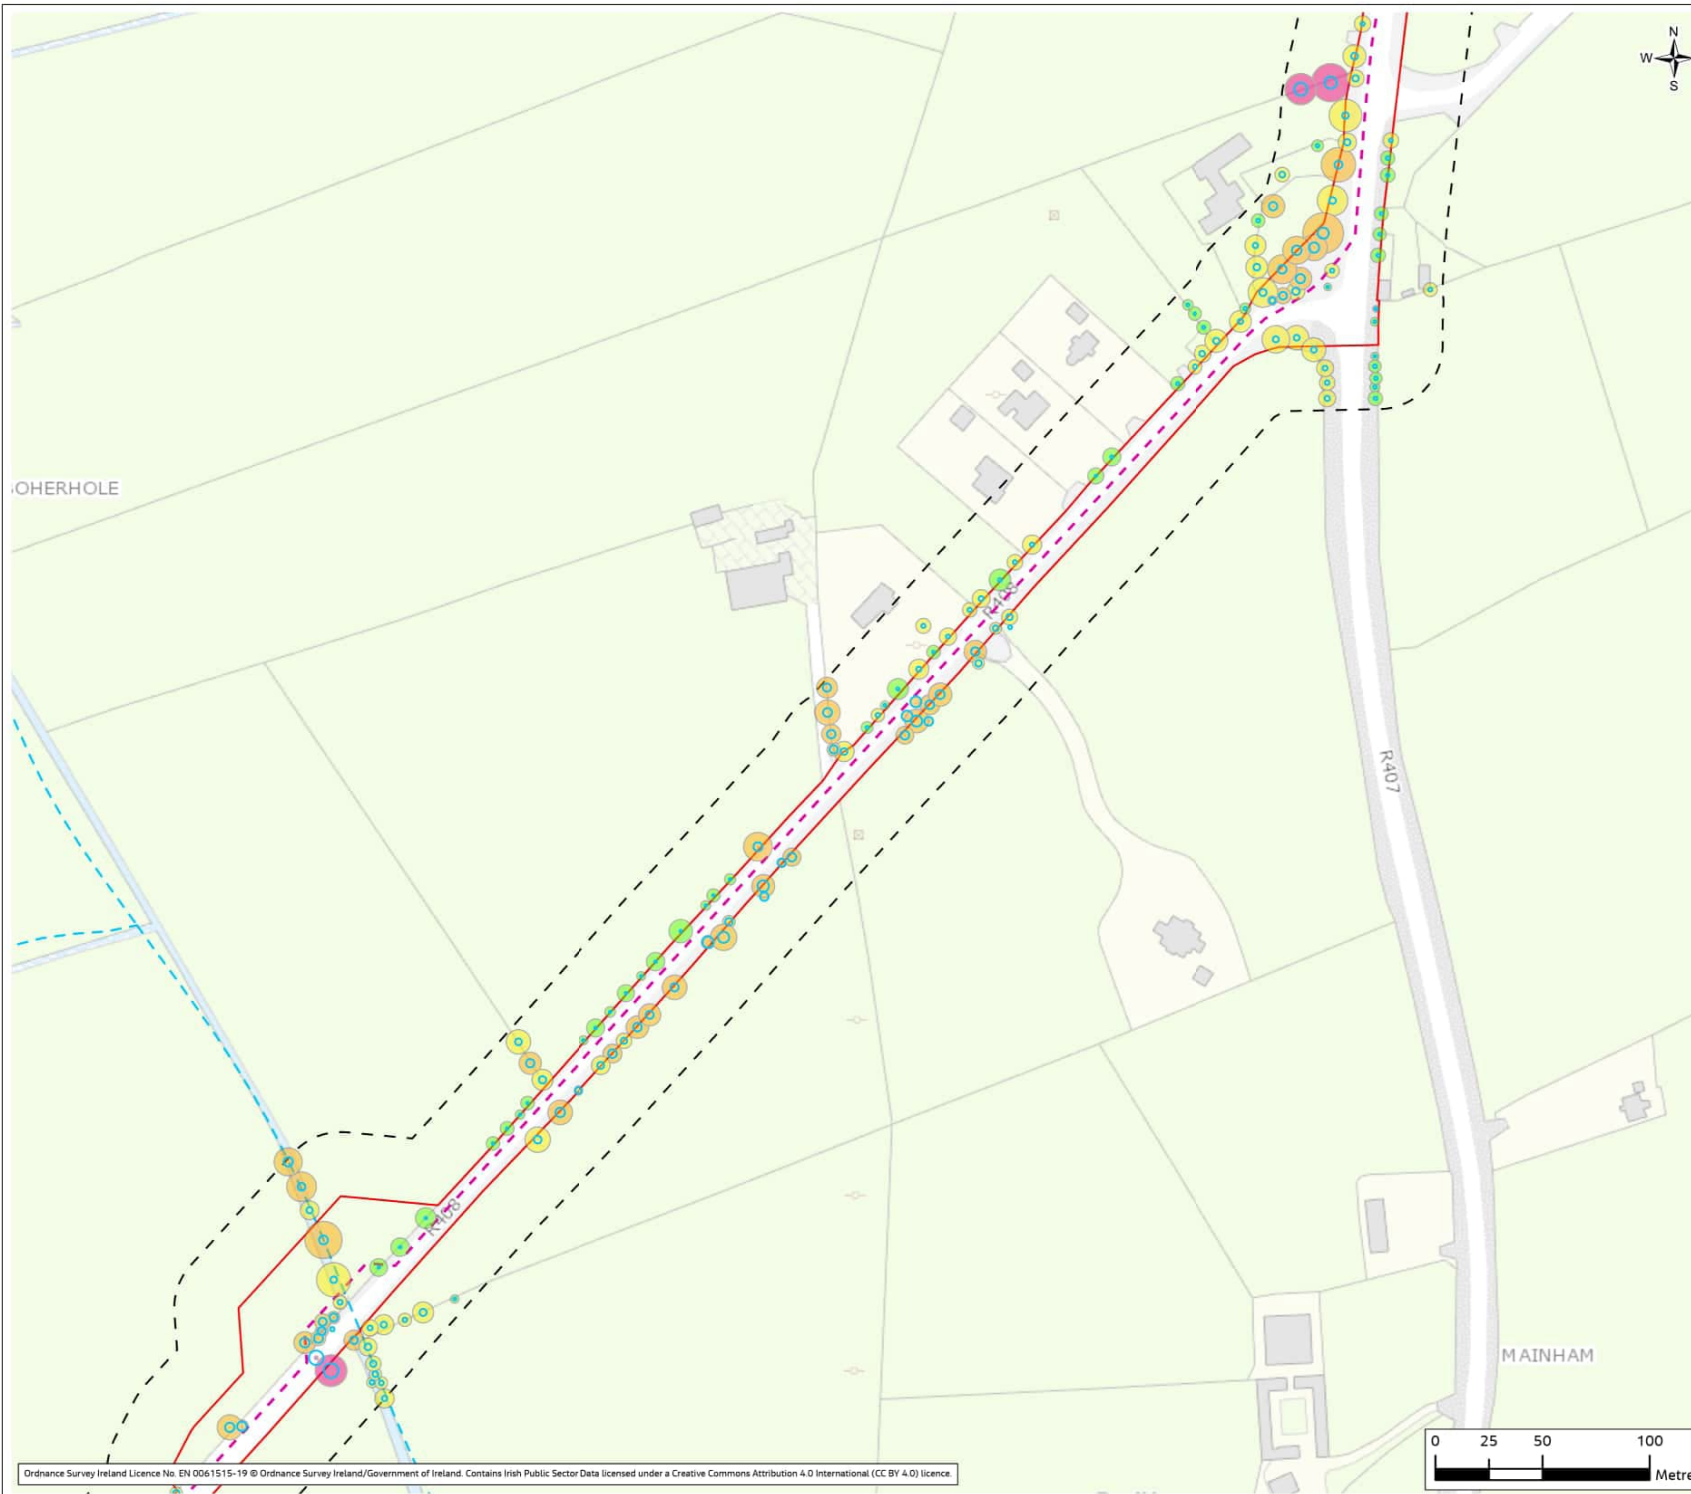 N
W
S
OHERHOLE
R408
R407
R408
MAINHAM
0 25 50 100
Metre
Ordnance Survey Ireland Licence No. EN 0061515-19 © Ordnance Survey Ireland/Government of Ireland. Contains Irish Public Sector Data licensed under a Creative Commons Attribution 4.0 International (CC BY 4.0) licence.